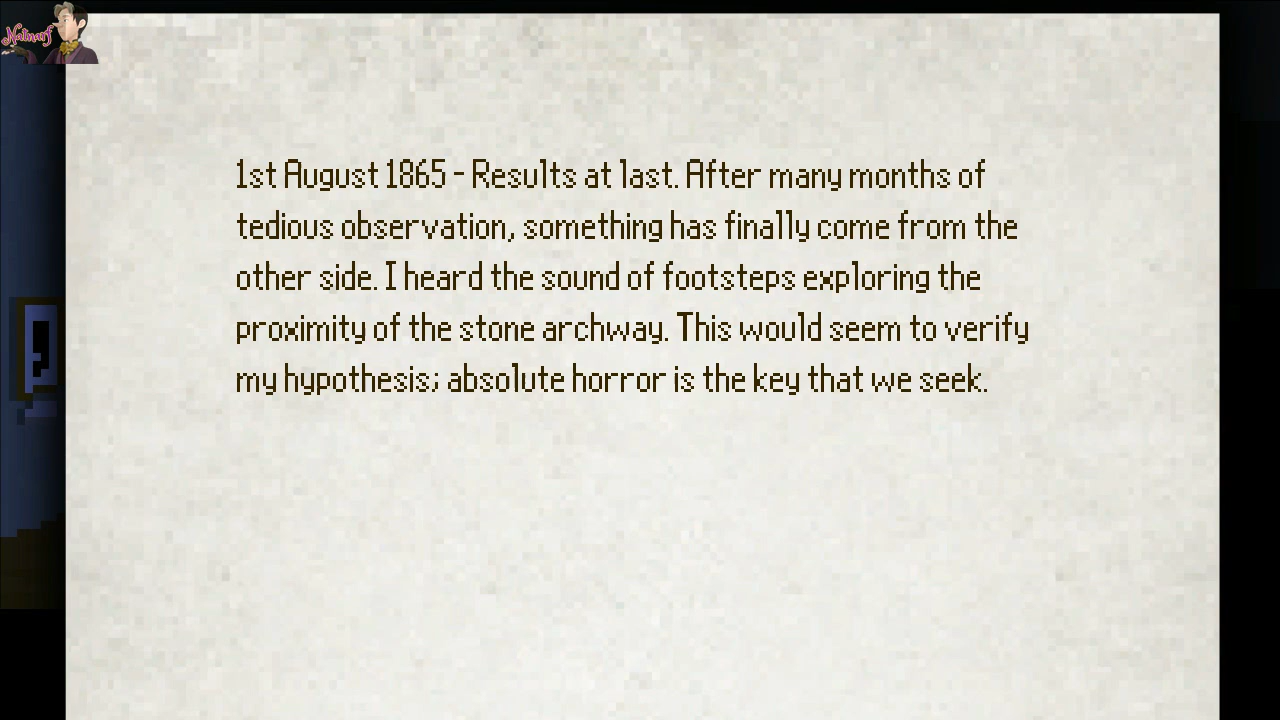 Natnarf
1st August 1865 - Results at last. After many months of
tedious observation, something has finally come from the
other side. I heard the sound of footsteps exploring the
proximity of the stone archway. This would seem to verify
my hypothesis; absolute horror is the key that we seek.